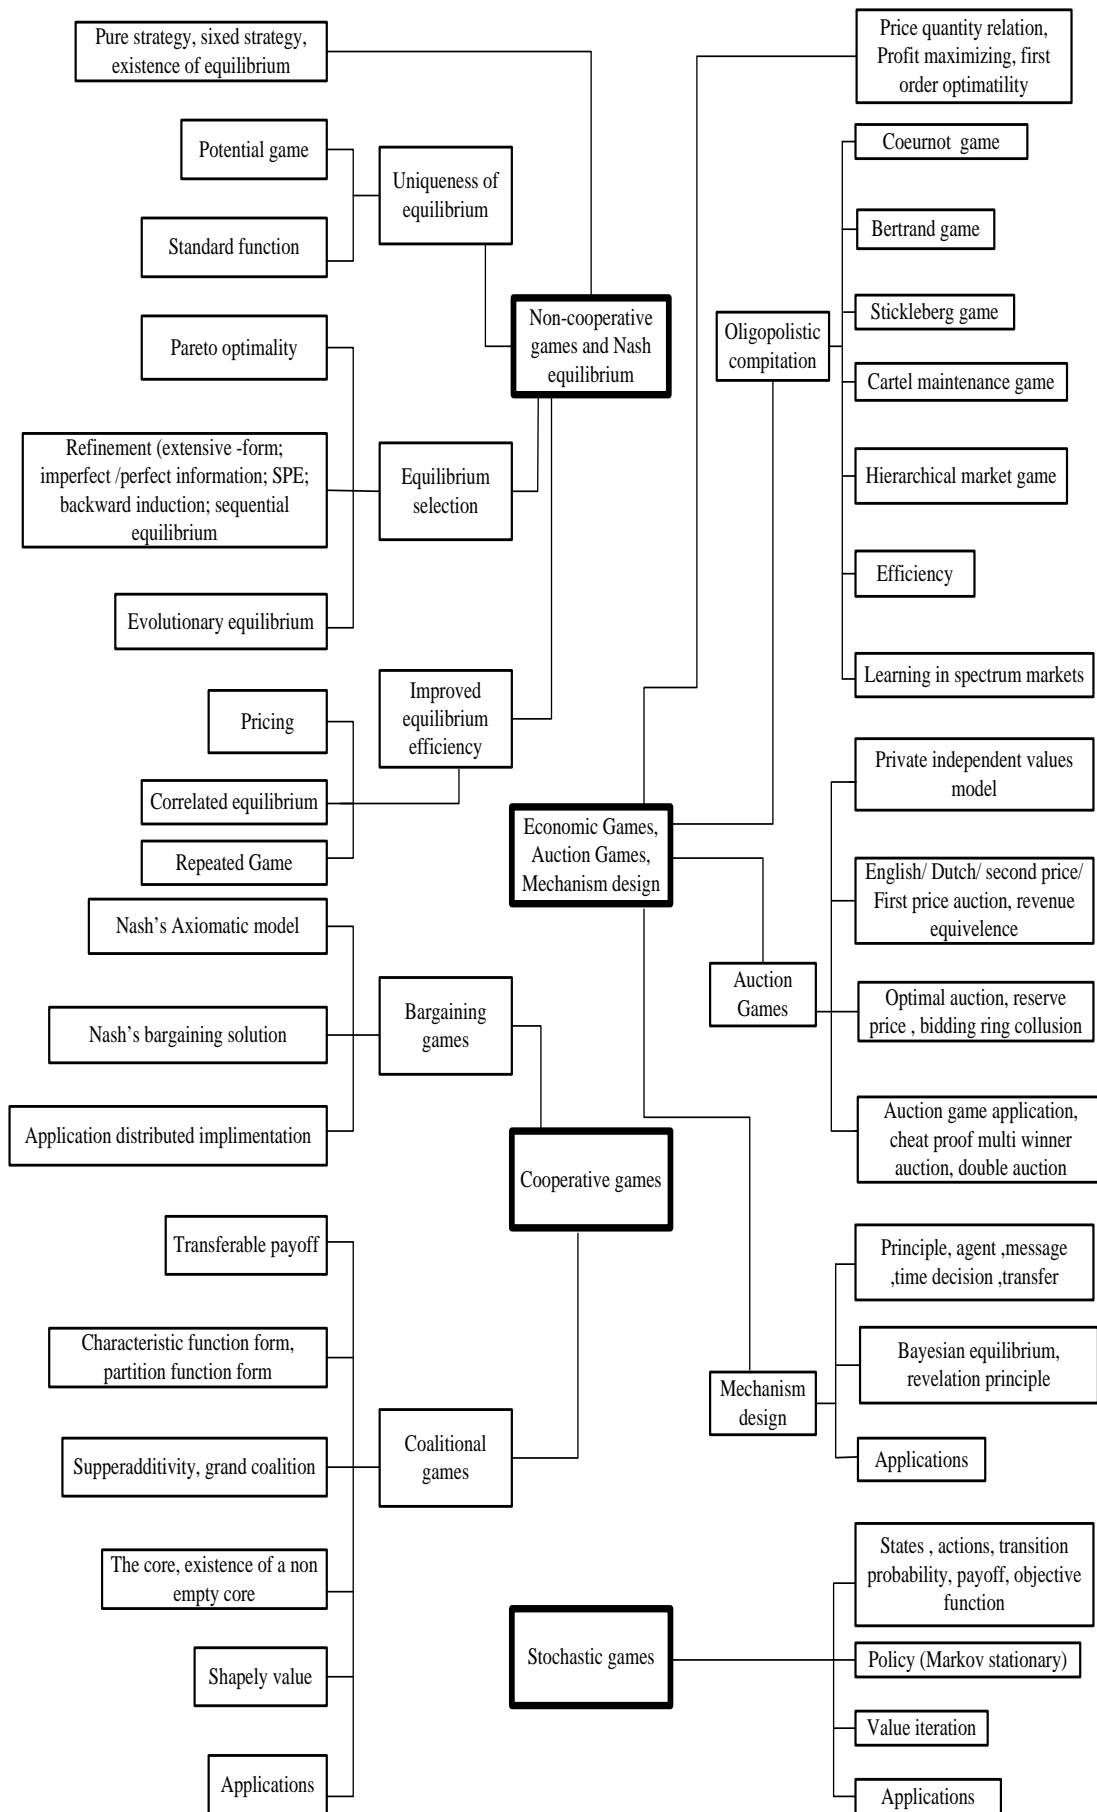 Pure strategy, sixed strategy,
existence of equilibrium
Potential game
Uniqueness of
equilibrium
Standard function
Non-cooperative
games and Nash
equilibrium
Pareto optimality
Refinement (extensive -form;
imperfect /perfect information; SPE;
backward induction; sequential
equilibrium
Equilibrium
selection
Evolutionary equilibrium
Improved
equilibrium
efficiency
Pricing
Correlated equilibrium
Repeated Game
Nash's Axiomatic model
Bargaining
games
Nash's bargaining solution
Application distributed implimentation
Cooperative games
Transferable payoff
Characteristic function form,
partition function form
Coalitional
games
Supperadditivity, grand coalition
The core, existence of a non
empty core
Shapely value
Applications
Price quantity relation,
Profit maximizing, first
order optimatility
Coeurnot game
Bertrand game
Stickleberg game
Oligopolistic
compitation
Cartel maintenance game
Hierarchical market game
Efficiency
Learning in spectrum markets
Economic Games,
Auction Games,
Mechanism design
Private independent values
model
English/ Dutch/ second price/
First price auction, revenue
equivelence
Auction
Games
Optimal auction, reserve
price , bidding ring collusion
Auction game application,
cheat proof multi winner
auction, double auction
Principle, agent ,message
,time decision ,transfer
Bayesian equilibrium,
revelation principle
Mechanism
design
Applications
States , actions, transition
probability, payoff, objective
function
Stochastic games
Policy (Markov stationary)
Value iteration
Applications